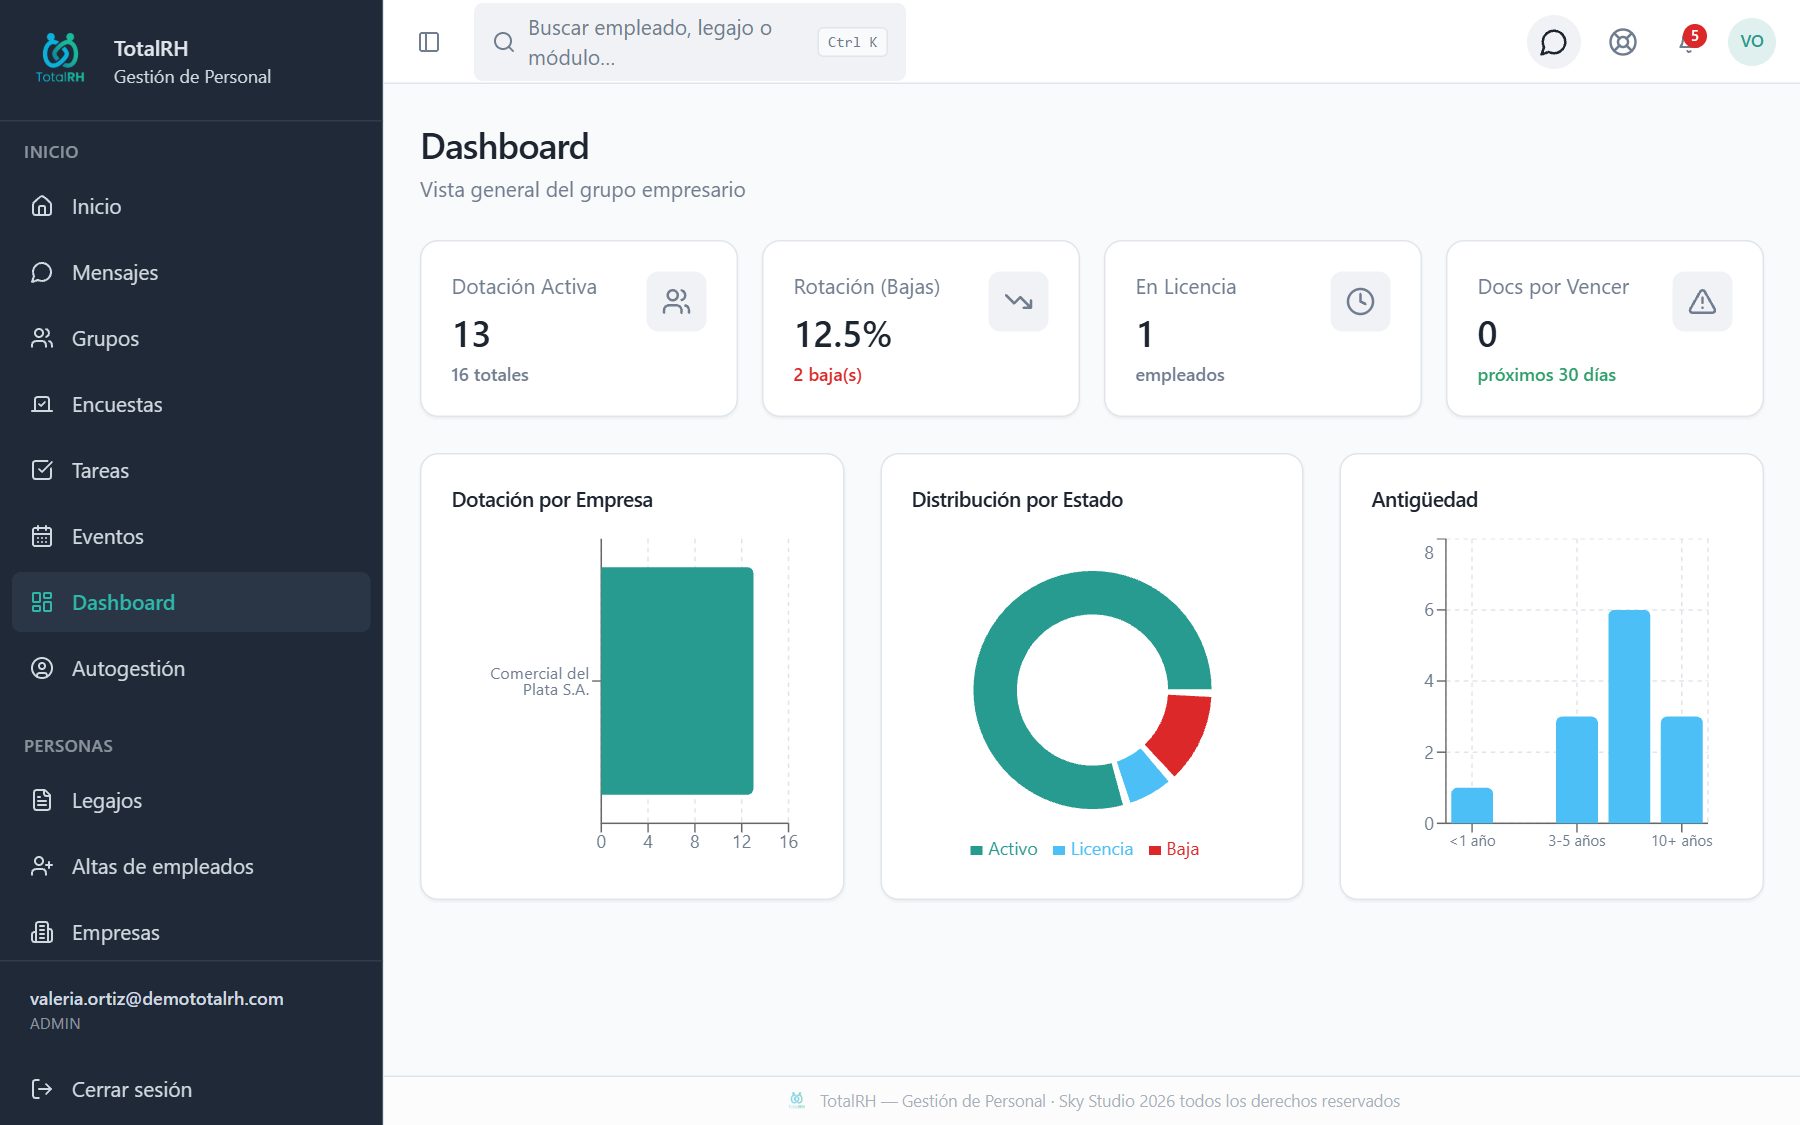 TotalRH
TotalRH
Gestión de Personal
INICIO
Inicio
Mensajes
Grupos
Encuestas
Tareas
Eventos
Dashboard
Autogestión
PERSONAS
Legajos
Altas de empleados
Empresas
valeria.ortiz@demototalrh.com
ADMIN
Cerrar sesión
Buscar empleado, legajo o
módulo...
Ctrl K
5
VO
Dashboard
Vista general del grupo empresario
Dotación Activa
13
16 totales
Rotación (Bajas)
12.5%
2 baja(s)
En Licencia
1
empleados
Docs por Vencer
0
próximos 30 días
Dotación por Empresa
Comercial del
Plata S.A.
0 4 8 12 16
Distribución por Estado
Activo Licencia Baja
Antigüedad
8
6
4
2
0
<1 año 3-5 años 10+ años
TotalRH — Gestión de Personal · Sky Studio 2026 todos los derechos reservados